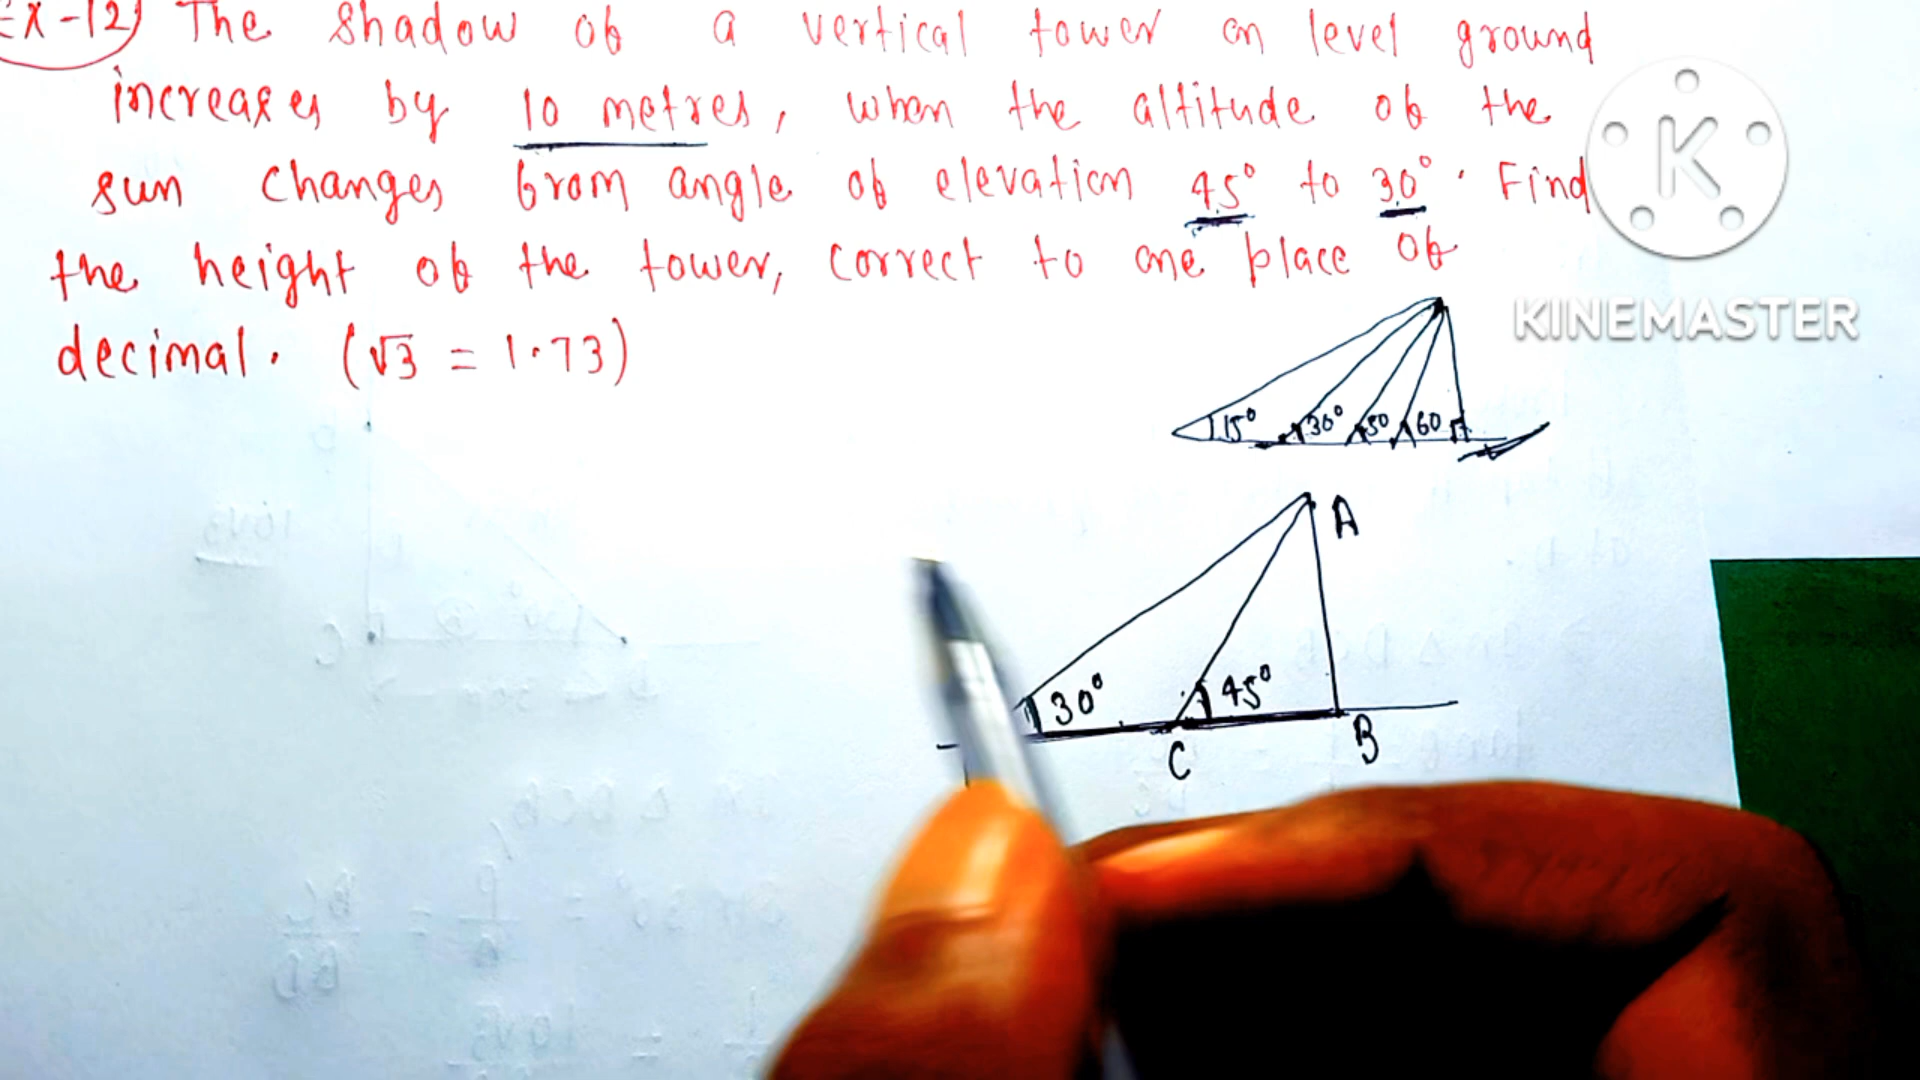 Ex-12) The shadow of a vertical tower on level ground
increases by 10 metres, when the altitude of the
sun changes from angle of elevation 45° to 30°. Find
the height of the tower, correct to one place of
decimal. (√3 = 1.73)
K
KINEMASTER
15° 30° 50 60
A
30° 45°
C B